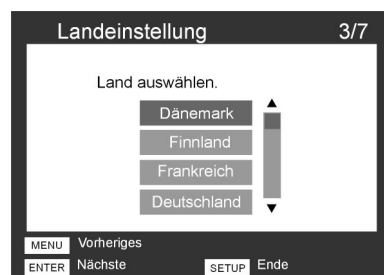 Landeinstellung 3/7
Land auswählen.
Dänemark
Finnland
Frankreich
Deutschland
MENU Vorheriges
ENTER Nächste SETUP Ende